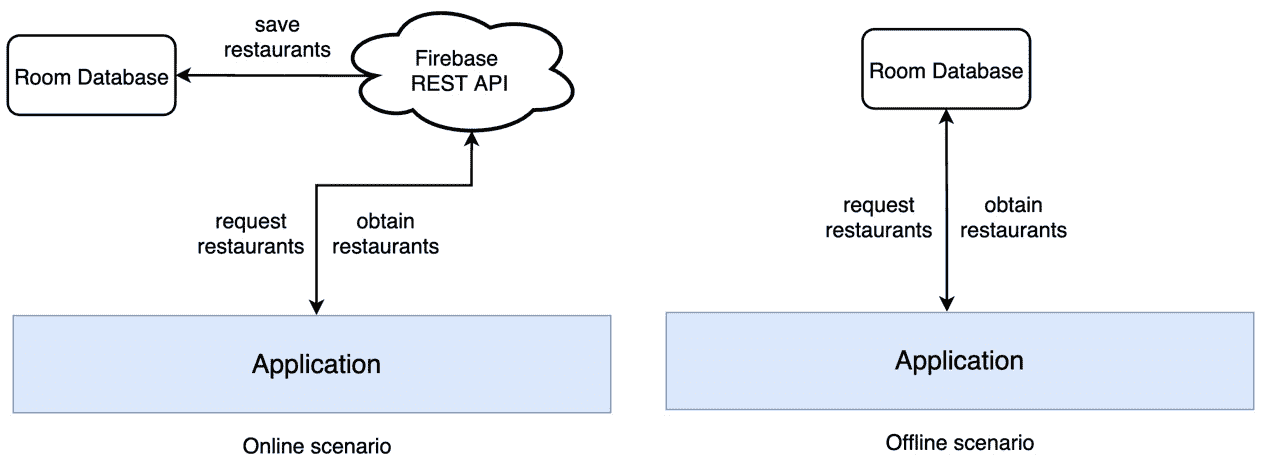 save
restaurants
Room Database
Firebase
REST API
request
restaurants
obtain
restaurants
Application
Online scenario
Room Database
request
restaurants
obtain
restaurants
Application
Offline scenario